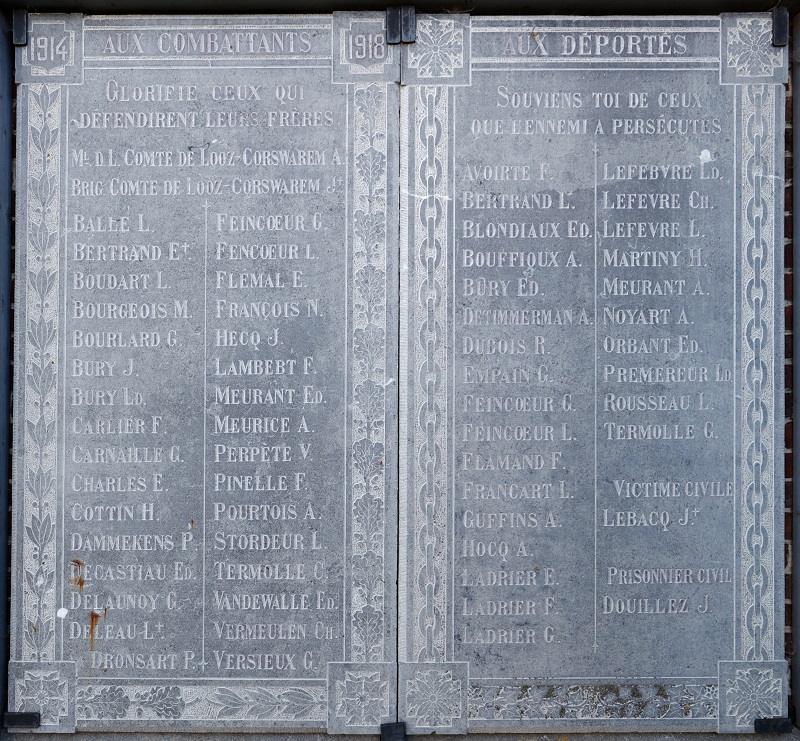 1914
AUX COMBATTANTS
1918
GLORIFIE CEUX QUI
DÉFENDIRENT LEURS FRÈRES
ML D.L. COMTE DE LOOZ-CORSWAREM A.
BRIG. COMTE DE LOOZ-CORSWAREM J.+
BALLE L.
BERTRAND E+
BOUDART L.
BOURGEOIS M.
BOURLARD G.
BURY J.
BURY LD.
CARLIER F.
CARNAILLE G.
CHARLES E.
COTTIN H.
DAMMEKENS P.
DECASTIAU ED.
DELAUNOY G.
DELEAU L+
DRONSART P.
FEINCŒUR G.
FENCOEUR L.
FLÉMAL E.
FRANÇOIS N.
HECQ J.
LAMBERT F.
MEURANT ED.
MEURICE A.
PERPÈTE V.
PINELLE F.
POURTOIS A.
STORDEUR L.
TERMOLLE C.
VANDEWALLE ED.
VERMEULEN CH.
VERSIEUX G.
AUX DÉPORTÉS
SOUVIENS TOI DE CEUX
QUE L'ENNEMI A PERSÉCUTÉS
AVOIRTE F.
BERTRAND L.
BLONDIAUX ED.
BOUFFIOUX A.
BURY ED.
DETIMMERMAN A.
DUBOIS R.
EMPAIN G.
FEINCŒUR G.
FEINCŒUR L.
FLAMAND F.
FRANCART L.
GUFFINS A.
HOCQ A.
LADRIER E.
LADRIER F.
LADRIER G.
LEFEBVRE LD.
LEFEVRE CH.
LEFEVRE L.
MARTINY H.
MEURANT A.
NOYART A.
ORBANT ED.
PREMEREUR LD.
ROUSSEAU L.
TERMOLLE G.
VICTIME CIVILE
LEBACQ J.+
PRISONNIER CIVIL
DOUILLEZ J.